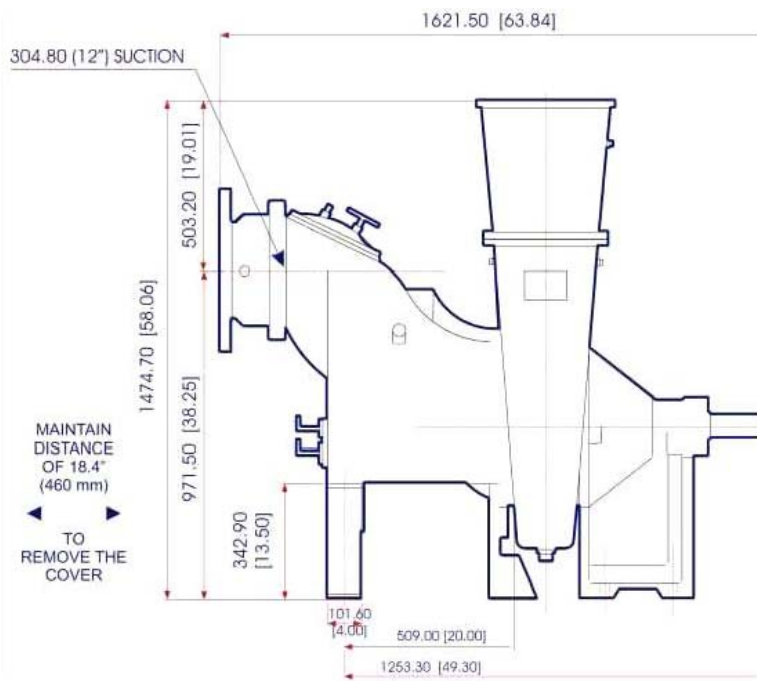 1621.50 [63.84]
304.80 (12") SUCTION
503.20 [19.01]
1474.70 [58.06]
971.50 [38.25]
MAINTAIN
DISTANCE
OF 18.4"
(460 mm)
TO
REMOVE THE
COVER
342.90
[13.50]
101.60
[4.00]
509.00 [20.00]
1253.30 [49.30]